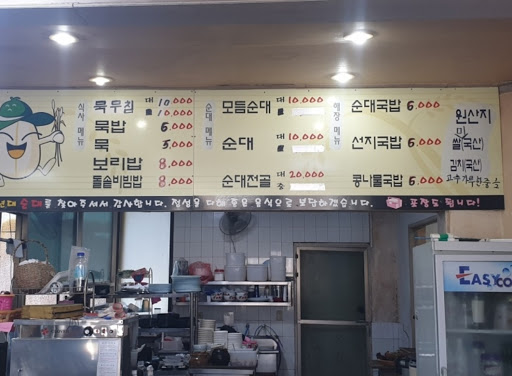 식사 메뉴
묵무침 대 10,000
묵밥 6,000
묵 5,000
보리밥 8,000
돌솥비빔밥 8,000
순대 메뉴
모듬순대 대 10,000
순대 대 10,000
순대전골 대 20,000
중
해장 메뉴
순대국밥 6,000
선지국밥 6,000
콩나물국밥 6,000
원산지
쌀(국산)
김치(국산)
순대를 찾아주셔서 감사합니다. 정성을 다해 좋은 음식으로 보답하겠습니다. 포장도 됩니다!
EASY